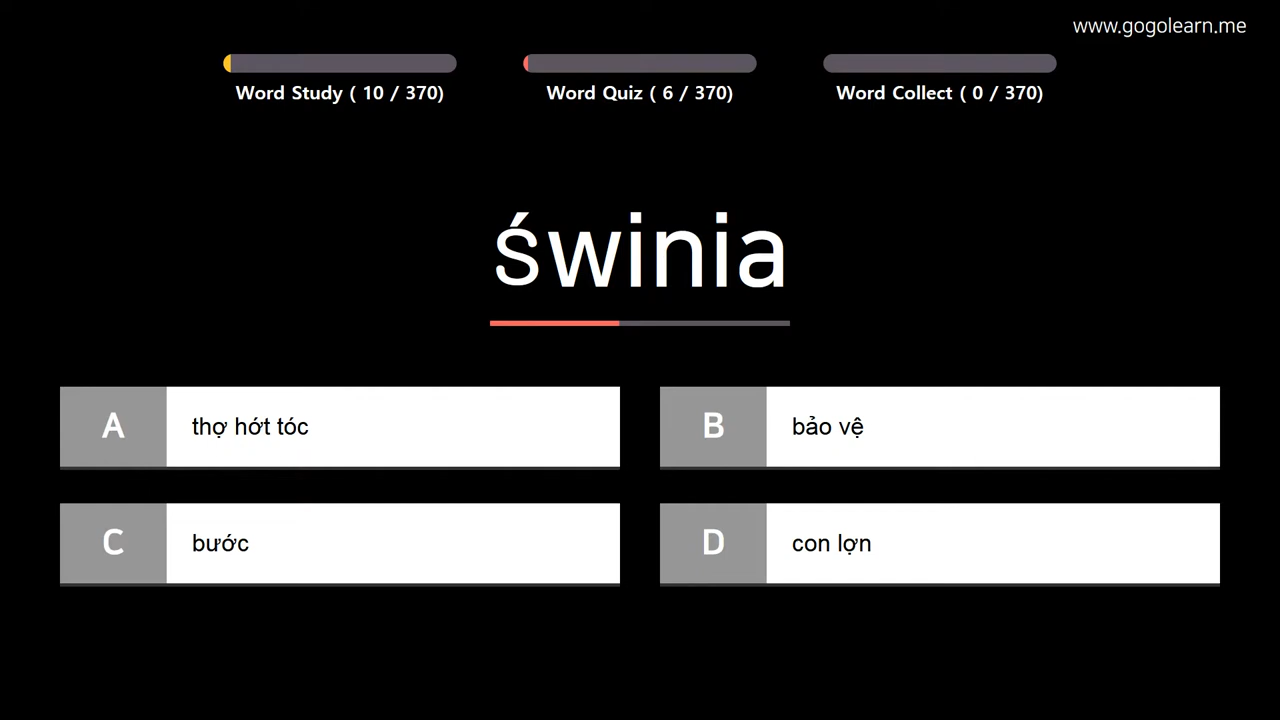 www.gogolearn.me
Word Study ( 10 / 370)
Word Quiz ( 6 / 370)
Word Collect ( 0 / 370)
świnia
A
thợ hớt tóc
B
bảo vệ
C
bước
D
con lợn